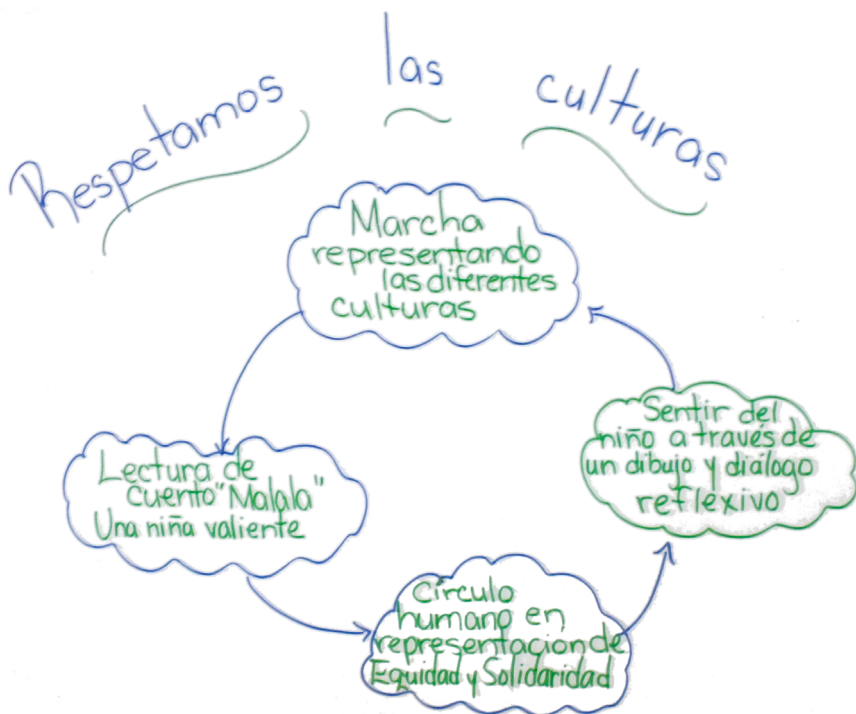 Respetamos las culturas
Marcha
representando
las diferentes
culturas
Lectura de
cuento "Malala"
Una niña valiente
Círculo
humano en
representacion de
Equidad y Solidaridad
Sentir del
niño a través de
un dibujo y diálogo
reflexivo